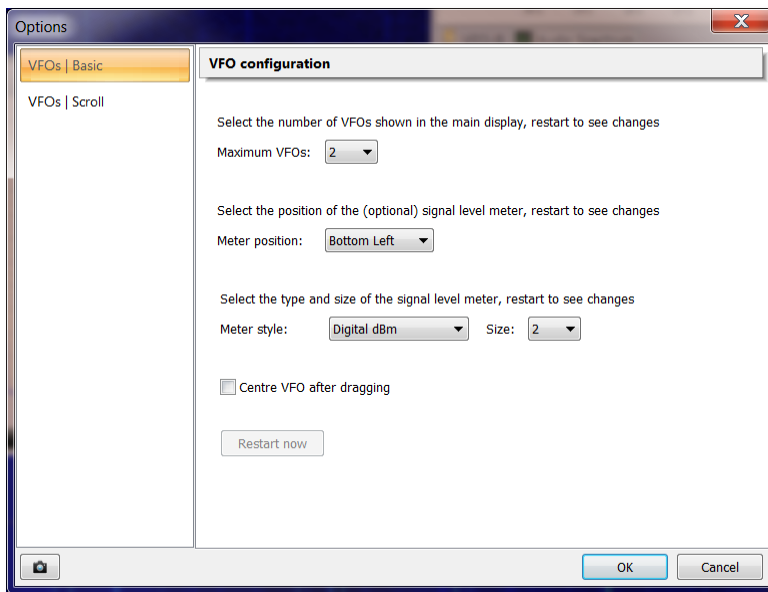 Options
VFOs | Basic
VFOs | Scroll
VFO configuration
Select the number of VFOs shown in the main display, restart to see changes
Maximum VFOs: 2
Select the position of the (optional) signal level meter, restart to see changes
Meter position: Bottom Left
Select the type and size of the signal level meter, restart to see changes
Meter style: Digital dBm Size: 2
Centre VFO after dragging
Restart now
OK Cancel